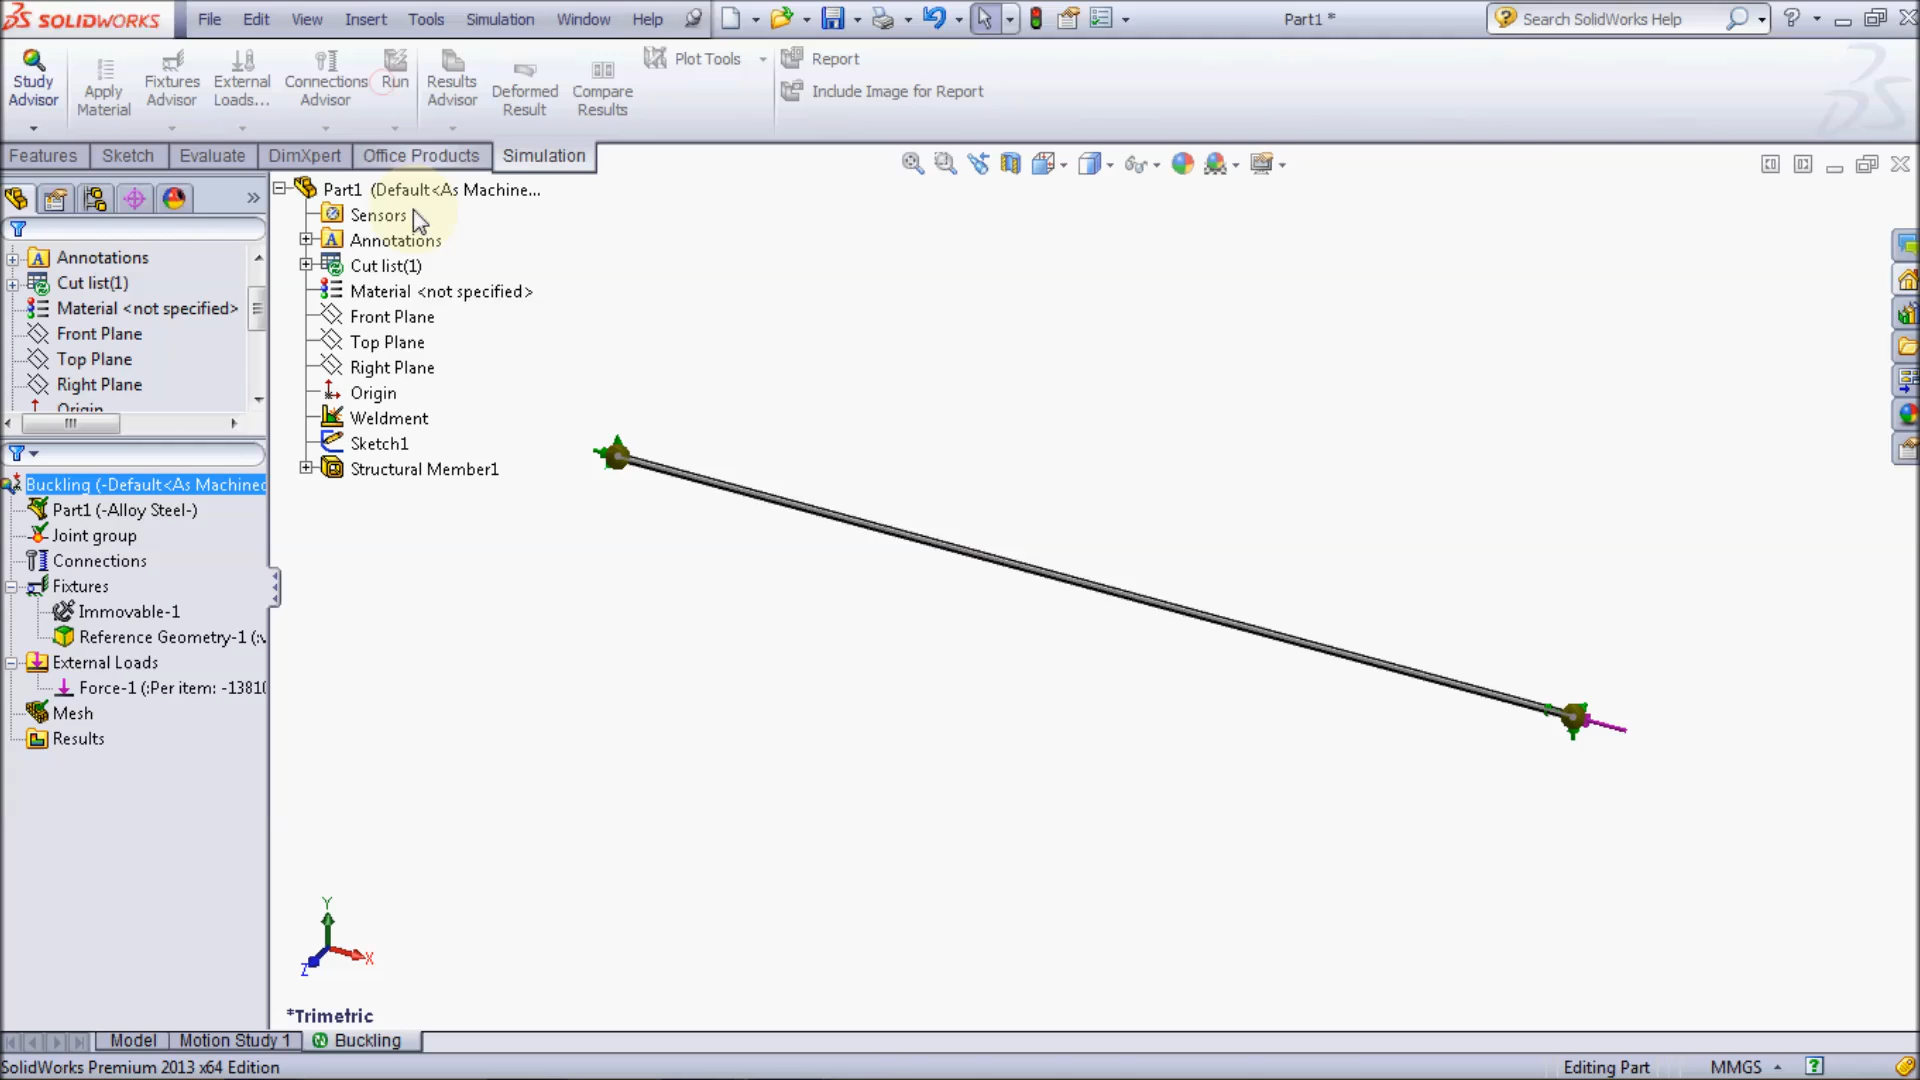 SOLIDWORKS File Edit View Insert Tools Simulation Window Help Part1 * Search SolidWorks Help
Study Advisor
Apply Material
Fixtures Advisor
External Loads...
Connections Advisor
Run
Results Advisor
Deformed Result
Compare Results
Plot Tools
Report
Include Image for Report
Features Sketch Evaluate DimXpert Office Products Simulation
Annotations
Cut list(1)
Material <not specified>
Front Plane
Top Plane
Right Plane
Origin
Buckling (-Default<As Machined
Part1 (-Alloy Steel-)
Joint group
Connections
Fixtures
Immovable-1
Reference Geometry-1 (:v
External Loads
Force-1 (:Per item: -13810
Mesh
Results
Part1 (Default<As Machine...
Sensors
Annotations
Cut list(1)
Material <not specified>
Front Plane
Top Plane
Right Plane
Origin
Weldment
Sketch1
Structural Member1
Y
X
Z
*Trimetric
Model Motion Study 1 Buckling
SolidWorks Premium 2013 x64 Edition Editing Part MMGS